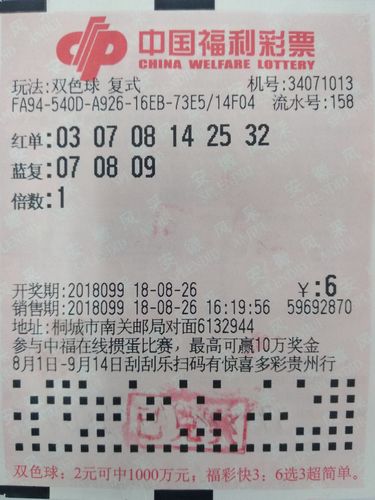 中国福利彩票
CHINA WELFARE LOTTERY
玩法:双色球 复式 机号:34071013
FA94-540D-A926-16EB-73E5/14F04 流水号:158
红单:03 07 08 14 25 32
蓝复:07 08 09
倍数:1
开奖期:2018099 18-08-26 ¥:6
销售期:2018099 18-08-26 16:19:56 59692870
地址:桐城市南关邮局对面6132944
参与中福在线掼蛋比赛，最高可赢10万奖金
8月1日-9月14日刮刮乐扫码有惊喜多彩贵州行
已兑奖
双色球：2元可中1000万元；福彩快3：6选3超简单。